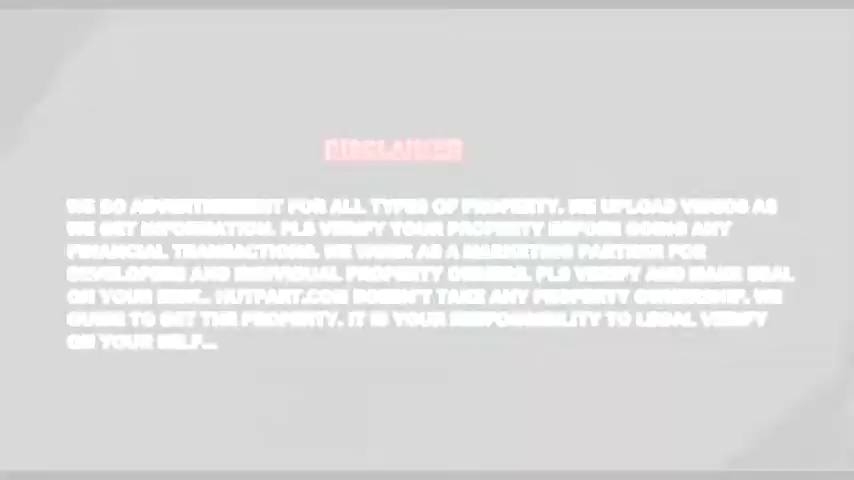 DISCLAIMER
WE DO ADVERTISEMENT FOR ALL TYPES OF PROPERTY. WE UPLOAD VIDEOS AS
WE GET INFORMATION. PLS VERIFY YOUR PROPERTY BEFORE DOING ANY
FINANCIAL TRANSACTIONS. WE WORK AS A MARKETING PARTNER FOR
DEVELOPERS AND INDIVIDUAL PROPERTY OWNERS. PLS VERIFY AND MAKE DEAL
ON YOUR RISK.. DOESN'T TAKE ANY PROPERTY OWNERSHIP. WE
GUIDE TO GET THE PROPERTY. IT IS YOUR RESPONSIBILITY TO LEGAL VERIFY
ON YOUR SELF...